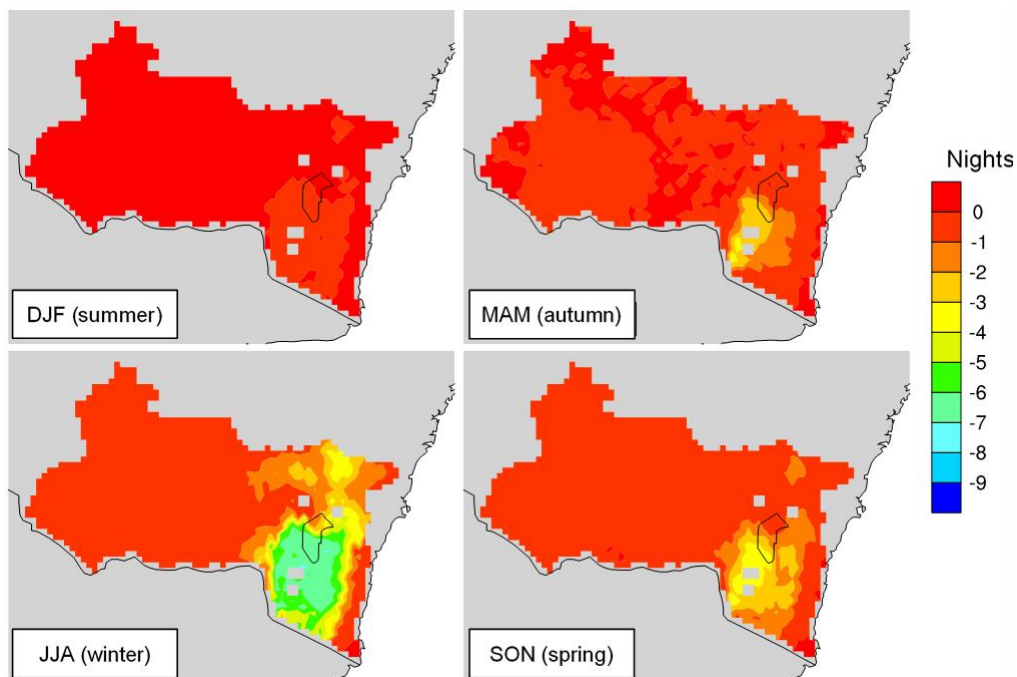 DJF (summer)
MAM (autumn)
JJA (winter)
SON (spring)
Nights
0
-1
-2
-3
-4
-5
-6
-7
-8
-9